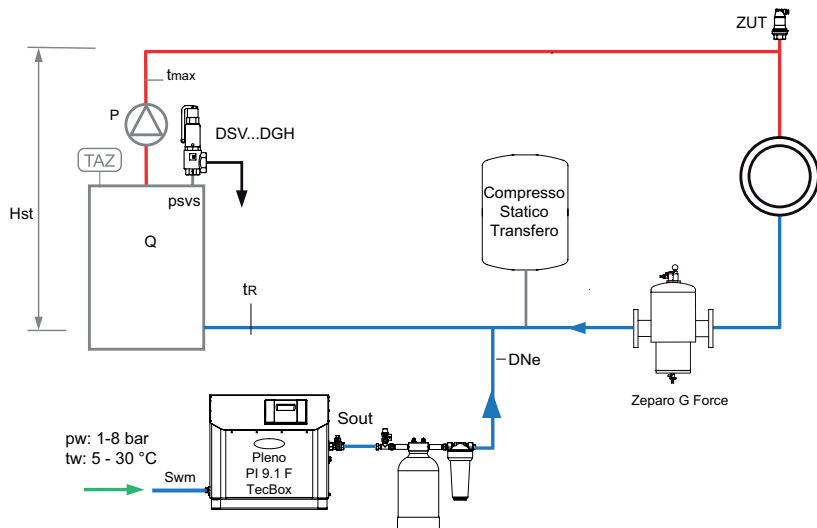 ZUT
tmax
P
DSV...DGH
TAZ
psvs
Compresso
Statico
Transfero
Hst
Q
tR
DNe
Zeparo G Force
Sout
pw: 1-8 bar
tw: 5 - 30 °C
Pleno
PI 9.1 F
TecBox
Swm